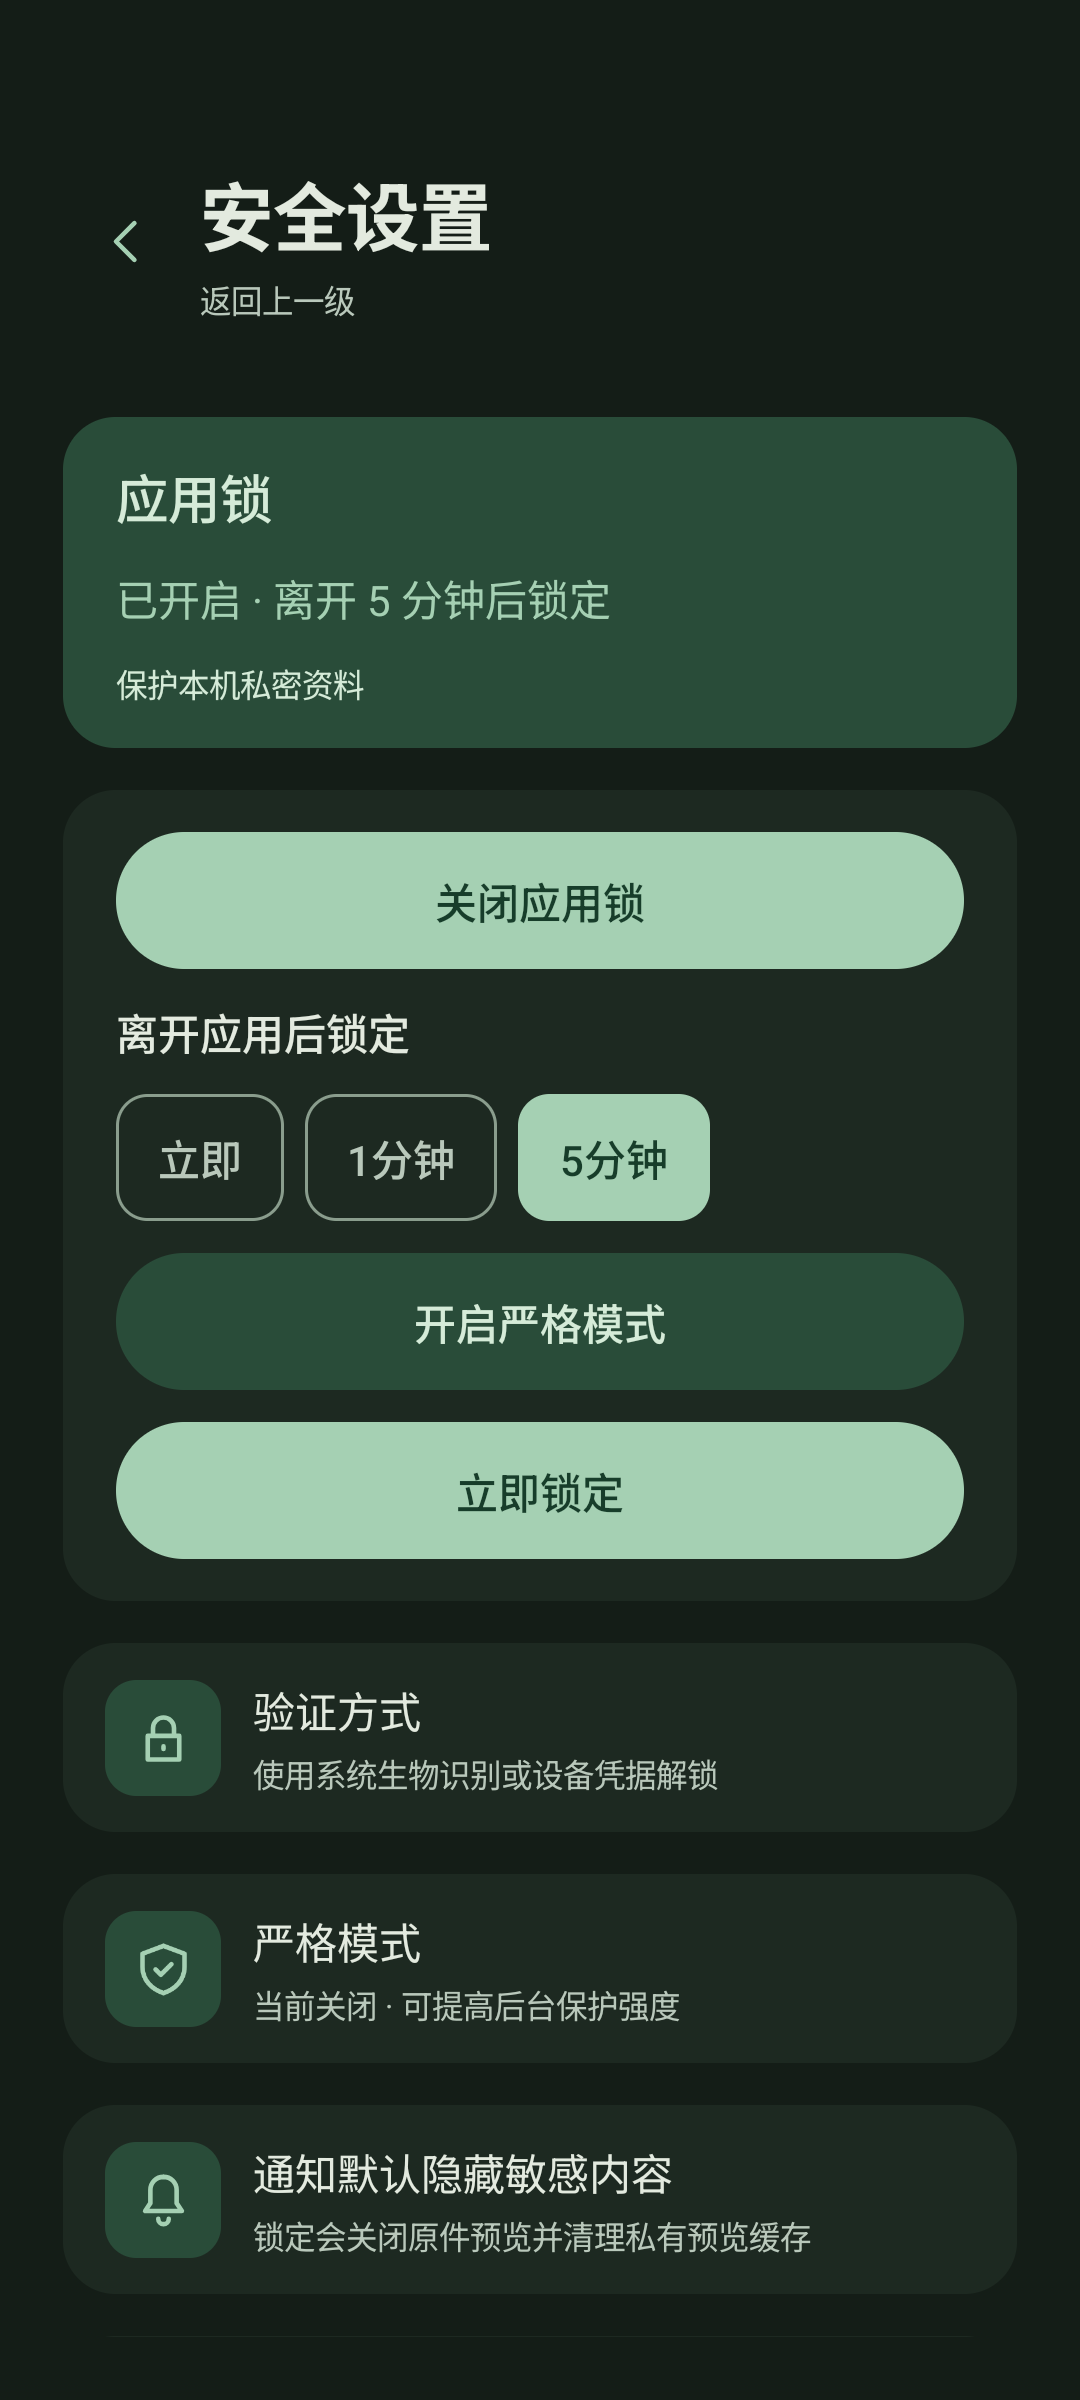 安全设置
返回上一级
应用锁
已开启 · 离开 5 分钟后锁定
保护本机私密资料
关闭应用锁
离开应用后锁定
立即
1分钟
5分钟
开启严格模式
立即锁定
验证方式
使用系统生物识别或设备凭据解锁
严格模式
当前关闭 · 可提高后台保护强度
通知默认隐藏敏感内容
锁定会关闭原件预览并清理私有预览缓存